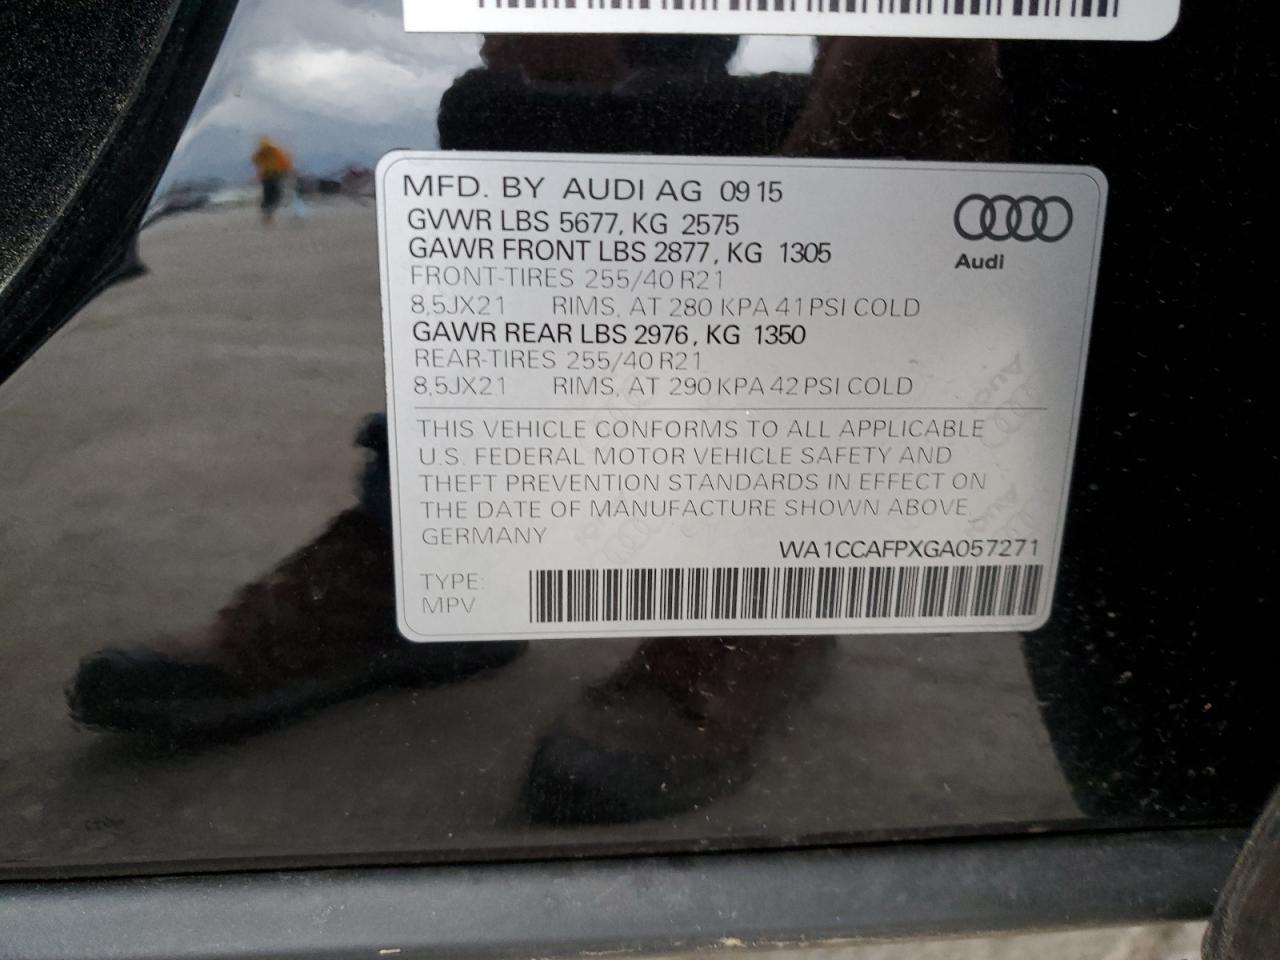 MFD. BY AUDI AG 09 15
GVWR LBS 5677, KG 2575
GAWR FRONT LBS 2877, KG 1305
FRONT-TIRES 255/40 R21
8,5JX21 RIMS, AT 280 KPA 41 PSI COLD
GAWR REAR LBS 2976, KG 1350
REAR-TIRES 255/40 R21
8,5JX21 RIMS, AT 290 KPA 42 PSI COLD
Audi
THIS VEHICLE CONFORMS TO ALL APPLICABLE
U.S. FEDERAL MOTOR VEHICLE SAFETY AND
THEFT PREVENTION STANDARDS IN EFFECT ON
THE DATE OF MANUFACTURE SHOWN ABOVE
GERMANY
WA1CCAFPXGA057271
TYPE:
MPV
Audi
Audi
Audi